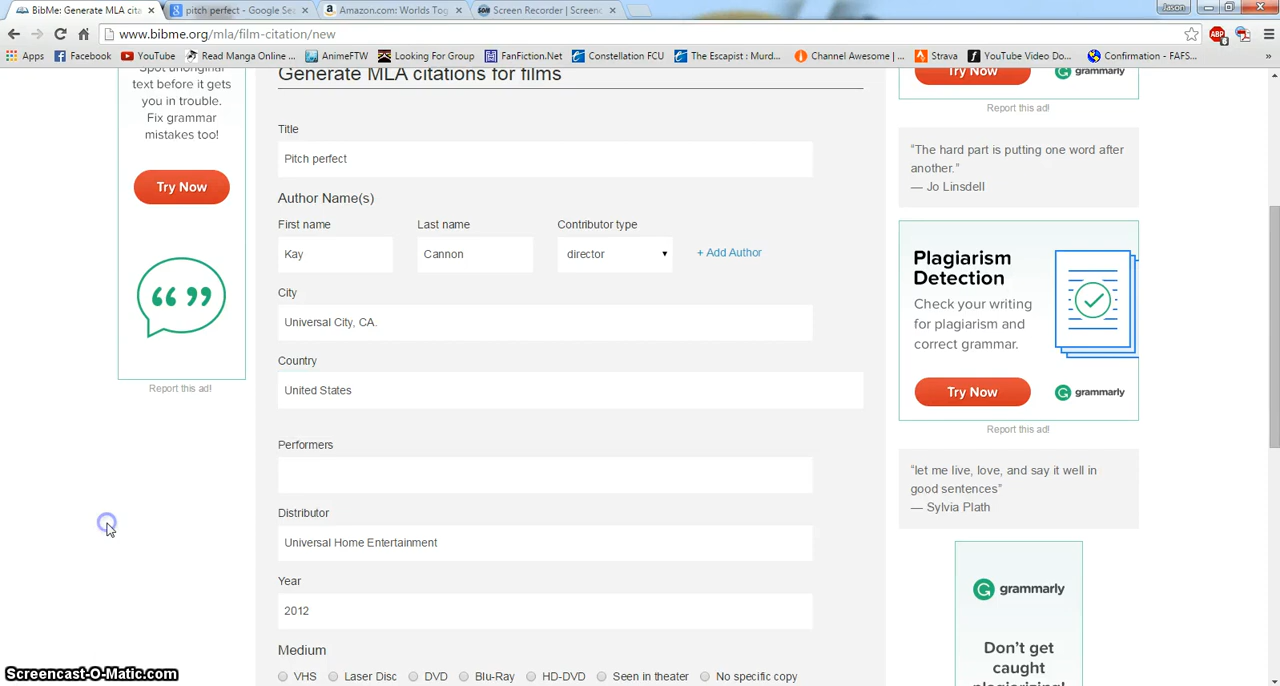 BibMe: Generate MLA cita
pitch perfect - Google Se
Amazon.com: Worlds Tog
Screen Recorder | Screenc
Jason
www.bibme.org/mla/film-citation/new
Apps
Facebook
YouTube
Read Manga Online ...
AnimeFTW
Looking For Group
FanFiction.Net
Constellation FCU
The Escapist : Murd...
Channel Awesome | ...
Strava
YouTube Video Do...
Confirmation - FAFS...
»
Spot unoriginal
text before it gets
you in trouble.
Fix grammar
mistakes too!
Try Now
Report this ad!
Generate MLA citations for films
Title
Pitch perfect
Author Name(s)
First name Last name Contributor type
Kay Cannon director + Add Author
City
Universal City, CA.
Country
United States
Performers
Distributor
Universal Home Entertainment
Year
2012
Medium
VHS Laser Disc DVD Blu-Ray HD-DVD Seen in theater No specific copy
Try Now grammarly
Report this ad!
“The hard part is putting one word after
another.”
— Jo Linsdell
Plagiarism
Detection
Check your writing
for plagiarism and
correct grammar.
Try Now grammarly
Report this ad!
“let me live, love, and say it well in
good sentences”
— Sylvia Plath
grammarly
Don’t get
caught
plagiarizing!
Screencast-O-Matic.com